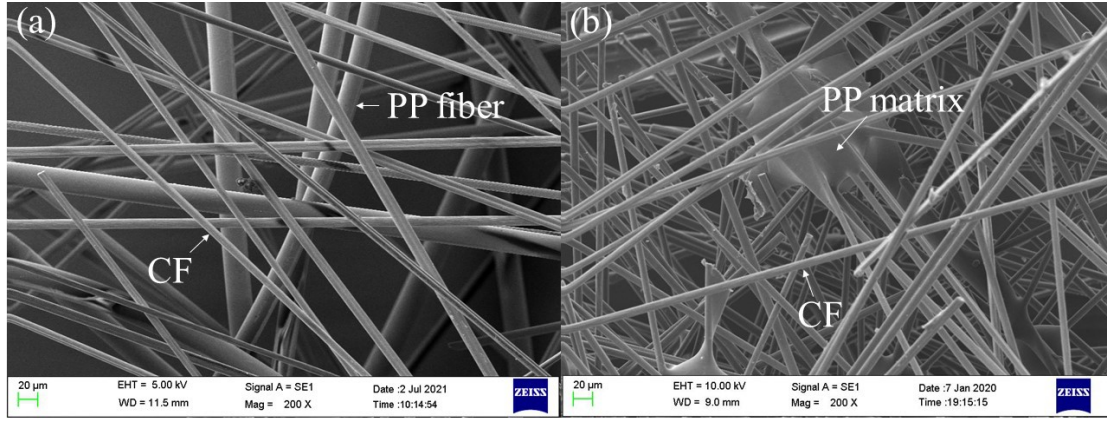 (a)
PP fiber
CF
20 µm
EHT = 5.00 kV
Signal A = SE1
Date :2 Jul 2021
WD = 11.5 mm
Mag = 200 X
Time :10:14:54
ZEISS
(b)
PP matrix
CF
20 µm
EHT = 10.00 kV
Signal A = SE1
Date :7 Jan 2020
WD = 9.0 mm
Mag = 200 X
Time :19:15:15
ZEISS